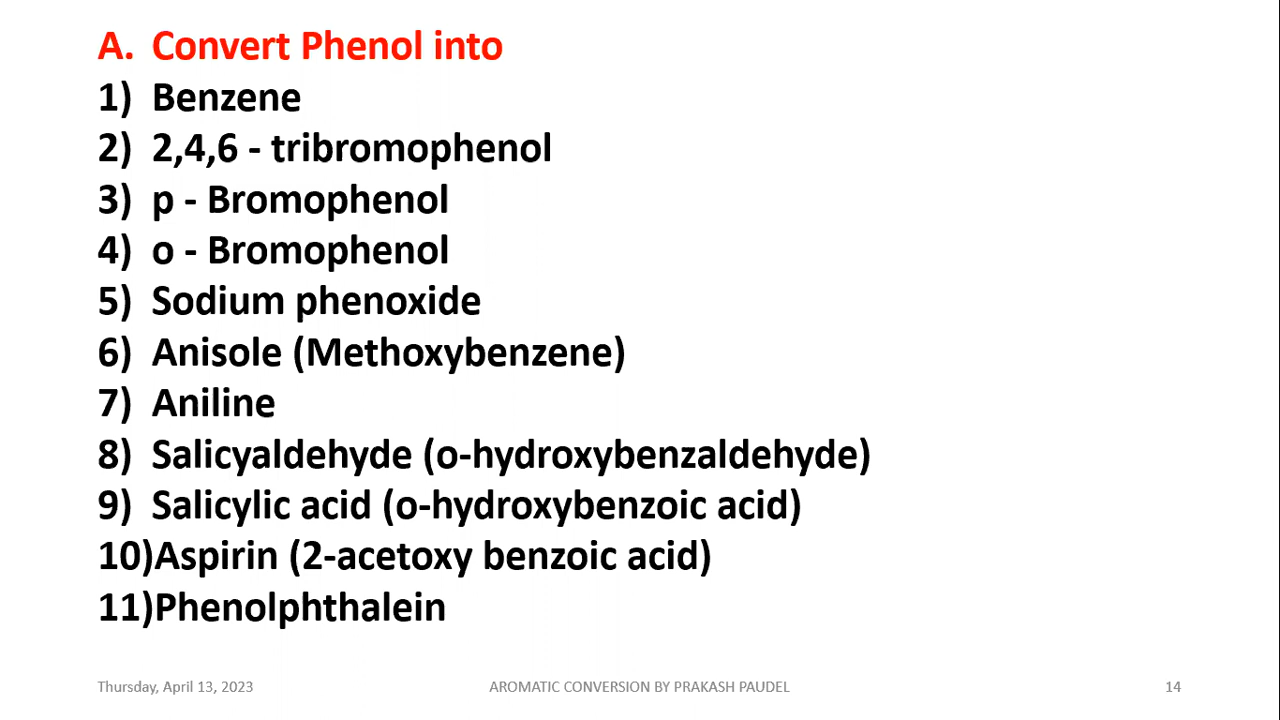 A. Convert Phenol into
1) Benzene
2) 2,4,6 - tribromophenol
3) p - Bromophenol
4) o - Bromophenol
5) Sodium phenoxide
6) Anisole (Methoxybenzene)
7) Aniline
8) Salicyaldehyde (o-hydroxybenzaldehyde)
9) Salicylic acid (o-hydroxybenzoic acid)
10)Aspirin (2-acetoxy benzoic acid)
11)Phenolphthalein
Thursday, April 13, 2023 AROMATIC CONVERSION BY PRAKASH PAUDEL 14